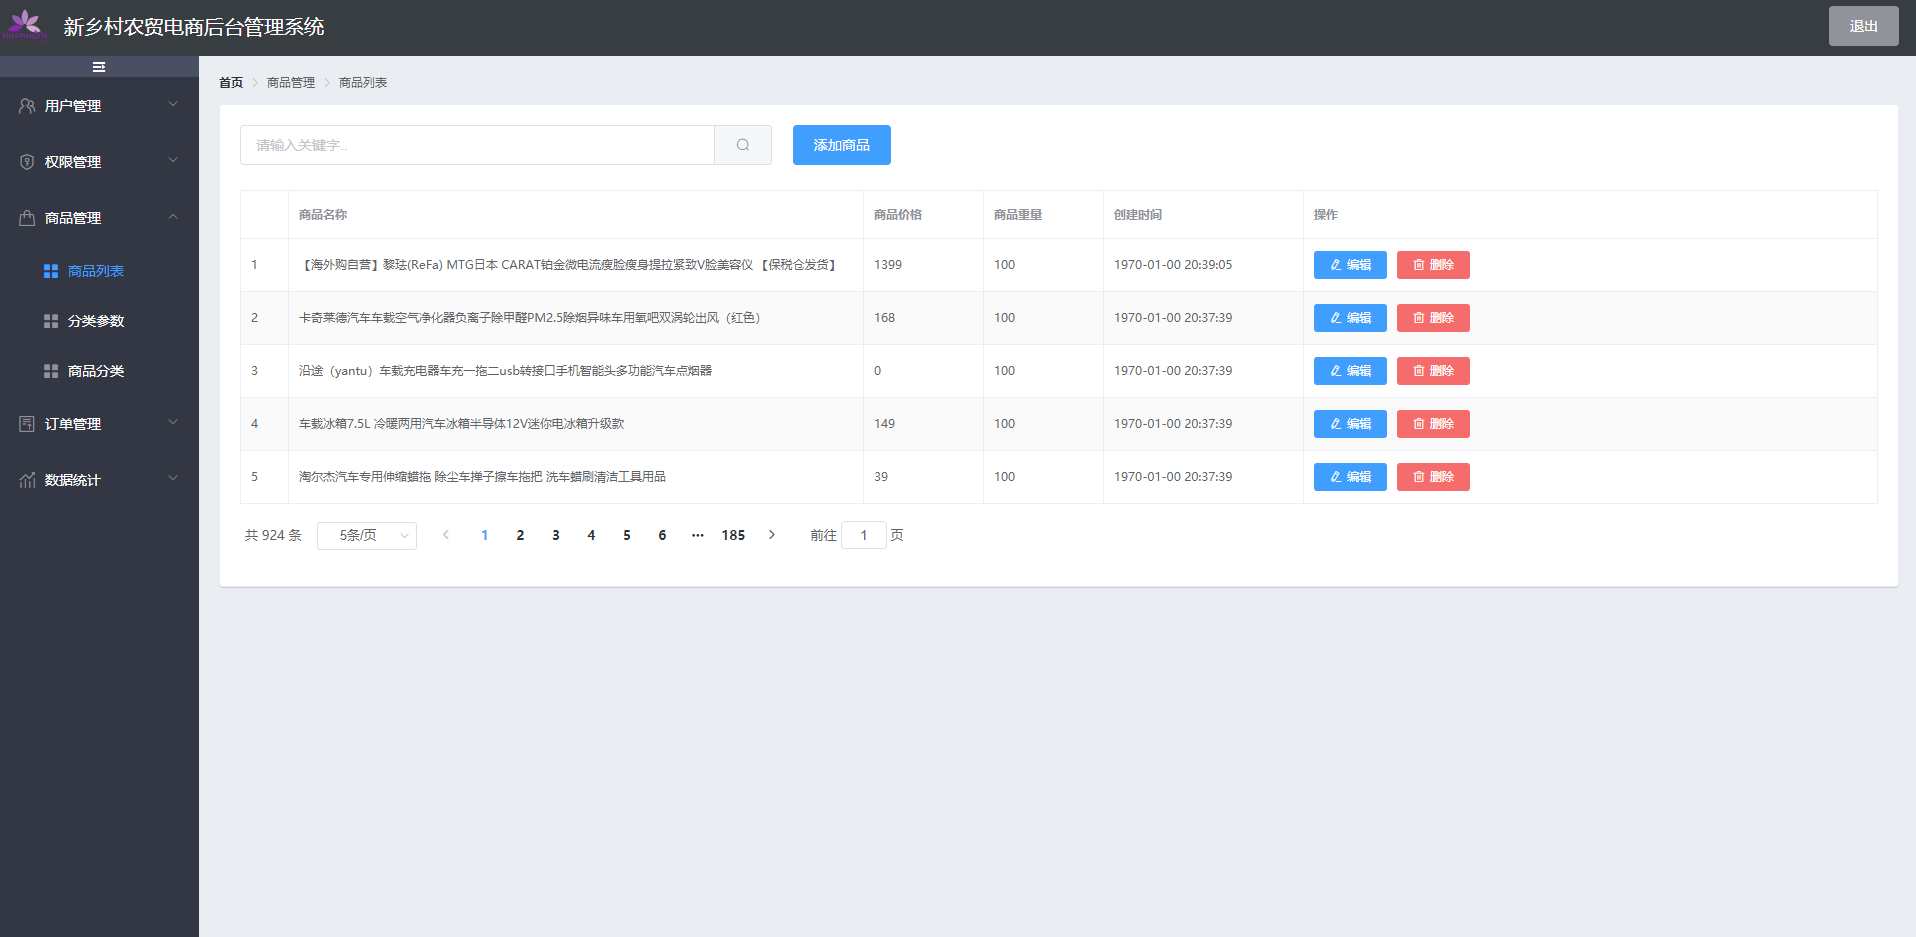 新乡村农贸电商后台管理系统
退出
用户管理
权限管理
商品管理
商品列表
分类参数
商品分类
订单管理
数据统计
首页 > 商品管理 > 商品列表
请输入关键字..
添加商品
商品名称 商品价格 商品重量 创建时间 操作
1 【海外购自营】黎珐(ReFa) MTG日本 CARAT铂金微电流瘦脸瘦身提拉紧致V脸美容仪 【保税仓发货】 1399 100 1970-01-00 20:39:05 编辑 删除
2 卡奇莱德汽车车载空气净化器负离子除甲醛PM2.5除烟异味车用氧吧双涡轮出风（红色） 168 100 1970-01-00 20:37:39 编辑 删除
3 沿途（yantu）车载充电器车充一拖二usb转接口手机智能头多功能汽车点烟器 0 100 1970-01-00 20:37:39 编辑 删除
4 车载冰箱7.5L 冷暖两用汽车冰箱半导体12V迷你电冰箱升级款 149 100 1970-01-00 20:37:39 编辑 删除
5 淘尔杰汽车专用伸缩蜡拖 除尘车掸子擦车拖把 洗车蜡刷清洁工具用品 39 100 1970-01-00 20:37:39 编辑 删除
共 924 条 5条/页 < 1 2 3 4 5 6 ··· 185 > 前往 1 页